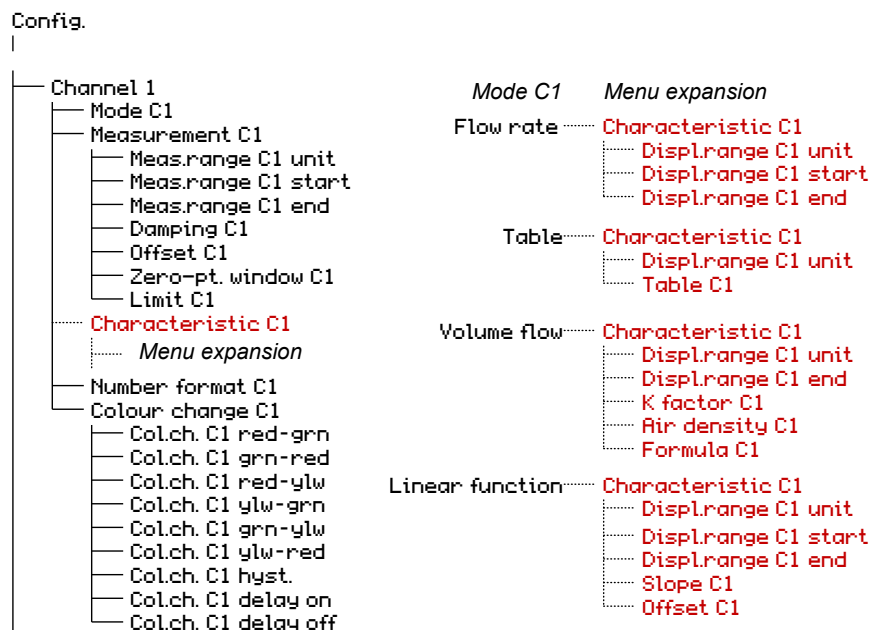 Config.
Channel 1
Mode C1
Measurement C1
Meas.range C1 unit
Meas.range C1 start
Meas.range C1 end
Damping C1
Offset C1
Zero-pt. window C1
Limit C1
Characteristic C1
Menu expansion
Number format C1
Colour change C1
Col.ch. C1 red-grn
Col.ch. C1 grn-red
Col.ch. C1 red-ylw
Col.ch. C1 ylw-grn
Col.ch. C1 grn-ylw
Col.ch. C1 ylw-red
Col.ch. C1 hyst.
Col.ch. C1 delay on
Col.ch. C1 delay off
Mode C1 Menu expansion
Flow rate Characteristic C1
Displ.range C1 unit
Displ.range C1 start
Displ.range C1 end
Table Characteristic C1
Displ.range C1 unit
Table C1
Volume flow Characteristic C1
Displ.range C1 unit
Displ.range C1 end
K factor C1
Air density C1
Formula C1
Linear function Characteristic C1
Displ.range C1 unit
Displ.range C1 start
Displ.range C1 end
Slope C1
Offset C1